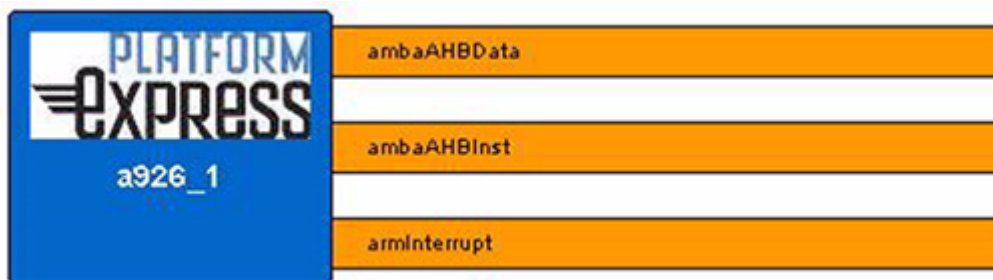 PLATFORM
eXPRESS
a926_1
ambaAHBData
ambaAHBInst
armInterrupt